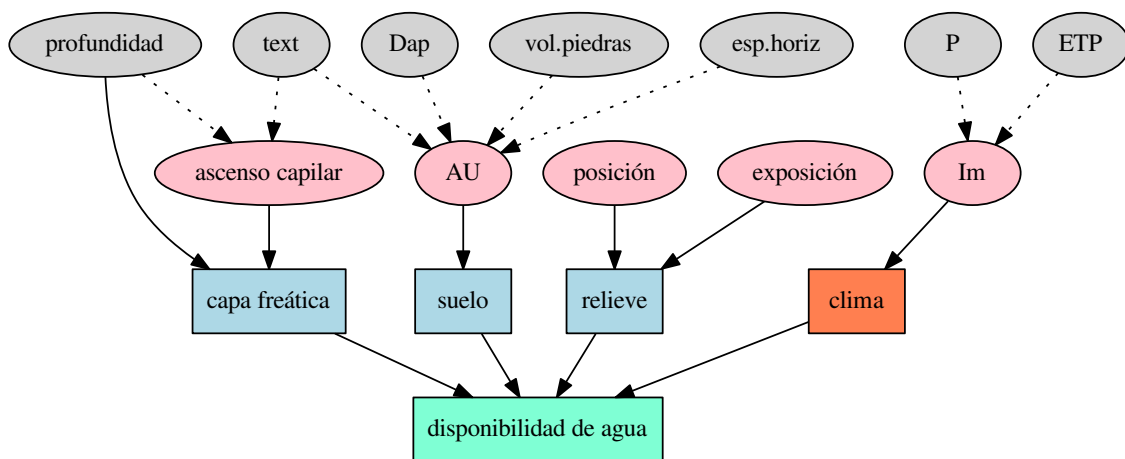 profundidad
text
Dap
vol.piedras
esp.horiz
P
ETP
ascenso capilar
AU
posición
exposición
Im
capa freática
suelo
relieve
clima
disponibilidad de agua